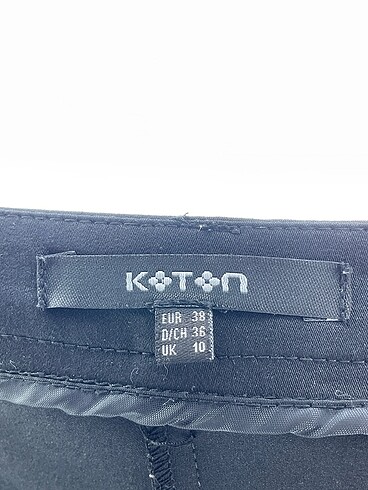 KOTON
EUR 38
D/CH 36
UK 10